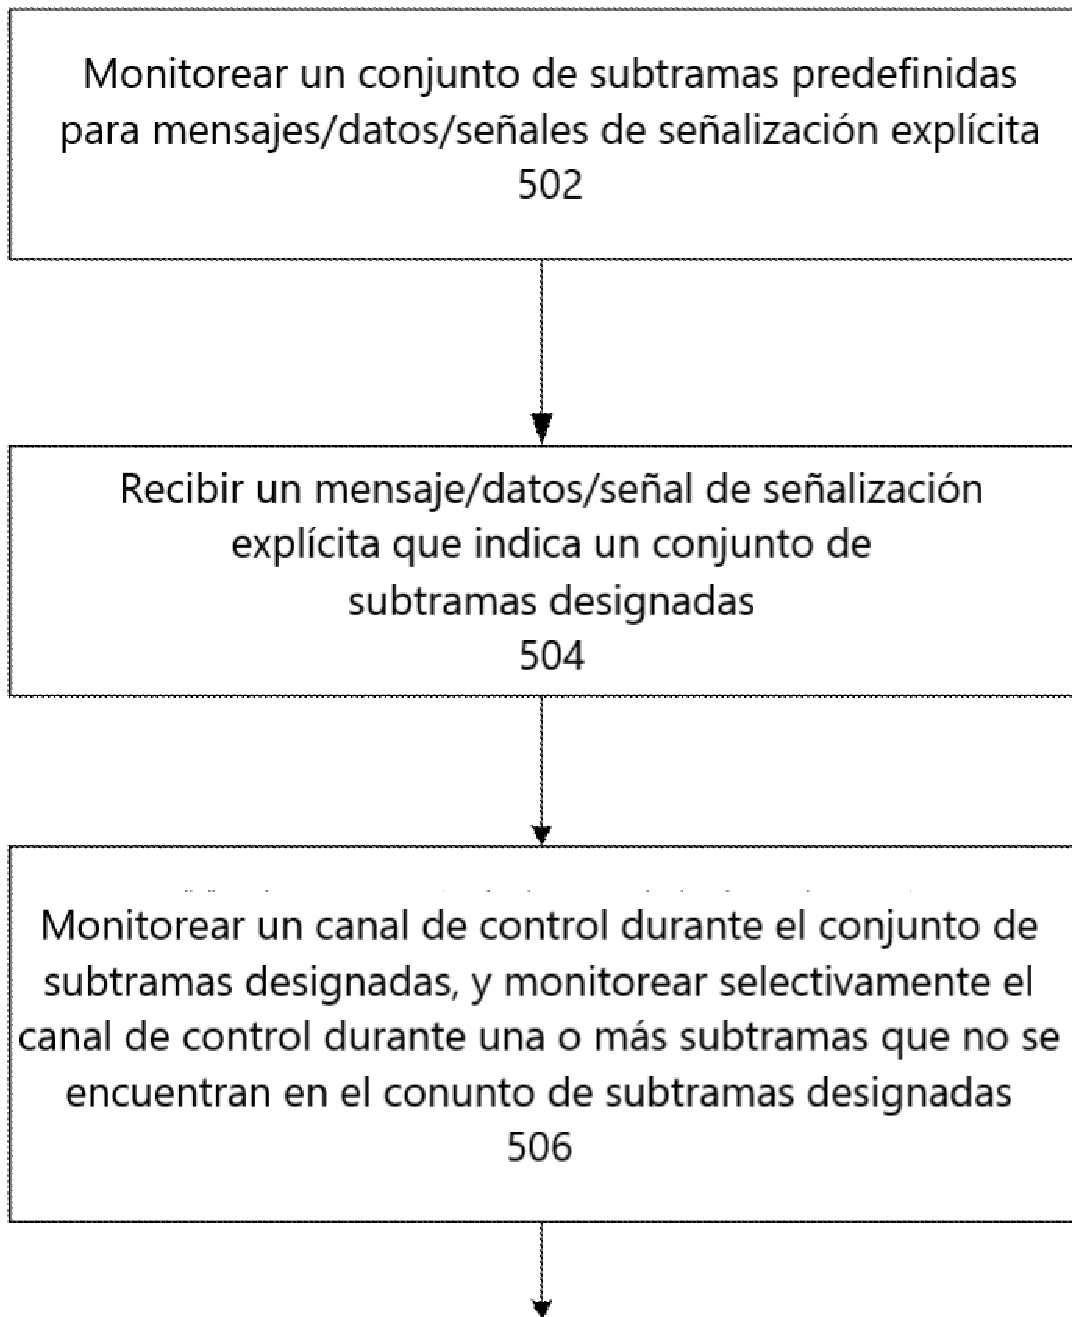 Monitorear un conjunto de subtramas predefinidas
para mensajes/datos/señales de señalización explícita
502
Recibir un mensaje/datos/señal de señalización
explícita que indica un conjunto de
subtramas designadas
504
Monitorear un canal de control durante el conjunto de
subtramas designadas, y monitorear selectivamente el
canal de control durante una o más subtramas que no se
encuentran en el conunto de subtramas designadas
506